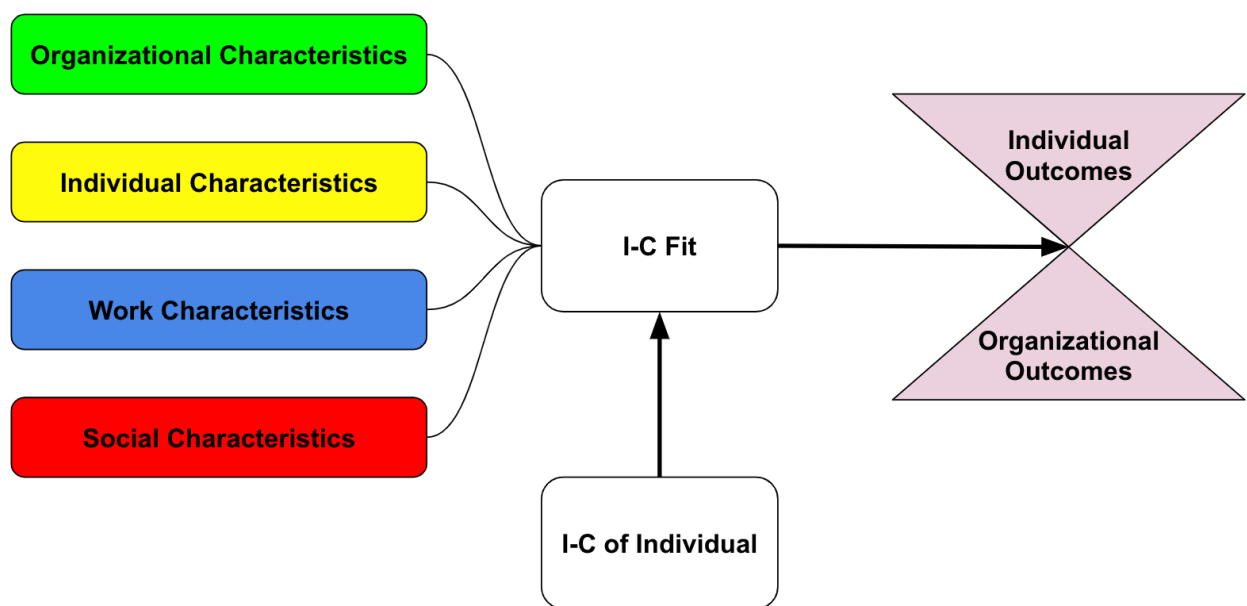 Organizational Characteristics
Individual Characteristics
Work Characteristics
Social Characteristics
I-C Fit
I-C of Individual
Individual
Outcomes
Organizational
Outcomes